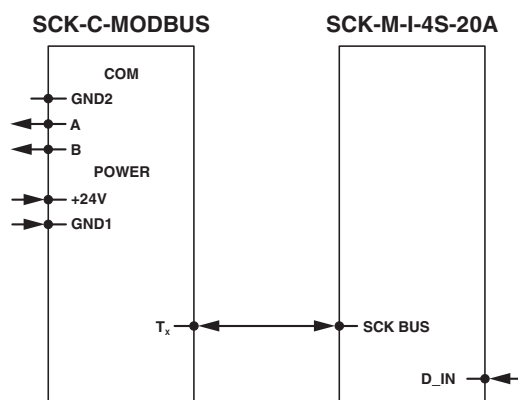 SCK-C-MODBUS
SCK-M-I-4S-20A
COM
GND2
A
B
POWER
+24V
GND1
Tx
SCK BUS
D_IN